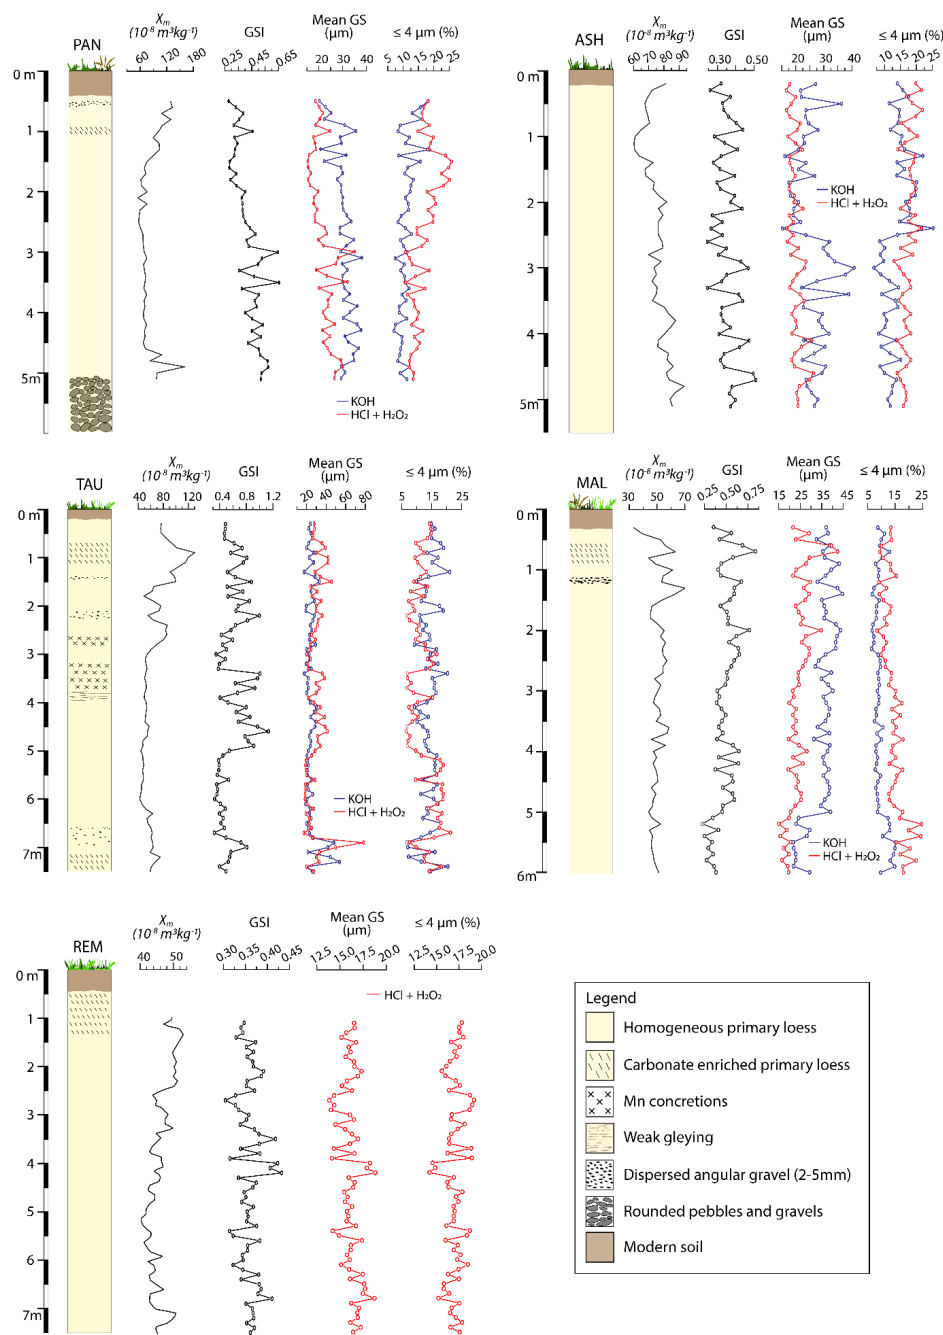 PAN
Χm
(10-8 m3kg-1)
60 120 180
GSI
0.25 0.45 0.65
Mean GS
(μm)
20 30 40
≤ 4 μm (%)
5 10 15 20 25
0 m
1
2
3
4
5m
KOH
HCl + H2O2
ASH
Χm
(10-8 m3kg-1)
60 70 80 90
GSI
0.30 0.50
Mean GS
(μm)
20 30 40
≤ 4 μm (%)
10 15 20 25
0 m
1
2
3
4
5m
KOH
HCl + H2O2
TAU
Χm
(10-8 m3kg-1)
40 60 80 100 120
GSI
0.4 0.8 1.2
Mean GS
(μm)
20 40 60 80
≤ 4 μm (%)
5 15 25
0 m
1
2
3
4
5
6
7m
KOH
HCl + H2O2
MAL
Χm
(10-8 m3kg-1)
30 50 70
GSI
0.25 0.50 0.75
Mean GS
(μm)
15 25 35 45
≤ 4 μm (%)
5 15 25
0 m
1
2
3
4
5
6m
KOH
HCl + H2O2
REM
Χm
(10-8 m3kg-1)
40 50
GSI
0.30 0.35 0.40 0.45
Mean GS
(μm)
12.5 15.0 17.5 20.0
≤ 4 μm (%)
12.5 15.0 17.5 20.0
0 m
1
2
3
4
5
6
7m
HCl + H2O2
Legend
Homogeneous primary loess
Carbonate enriched primary loess
Mn concretions
Weak gleying
Dispersed angular gravel (2-5mm)
Rounded pebbles and gravels
Modern soil